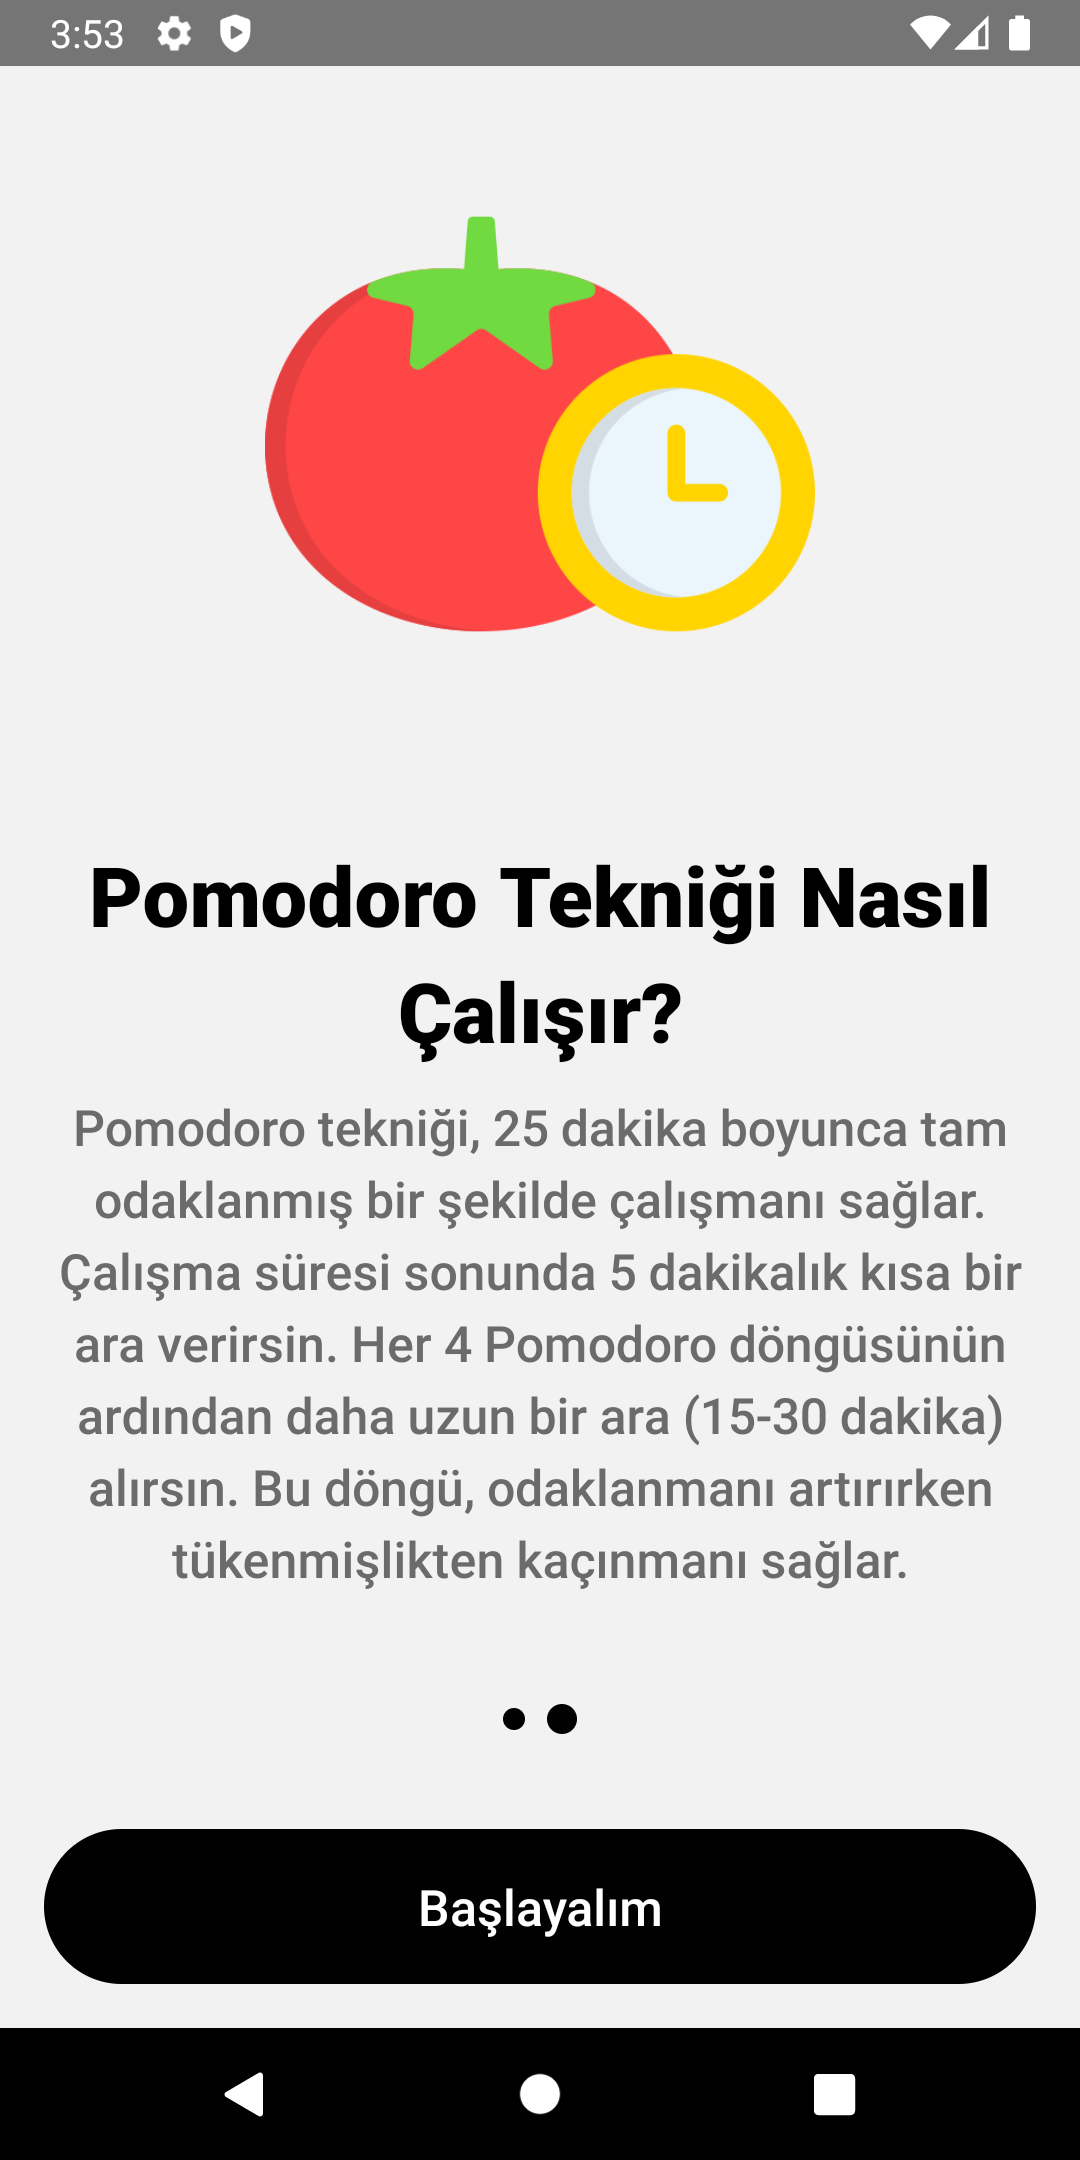 3:53
Pomodoro Tekniği Nasıl
Çalışır?
Pomodoro tekniği, 25 dakika boyunca tam
odaklanmış bir şekilde çalışmanı sağlar.
Çalışma süresi sonunda 5 dakikalık kısa bir
ara verirsin. Her 4 Pomodoro döngüsünün
ardından daha uzun bir ara (15-30 dakika)
alırsın. Bu döngü, odaklanmanı artırırken
tükenmişlikten kaçınmanı sağlar.
Başlayalım